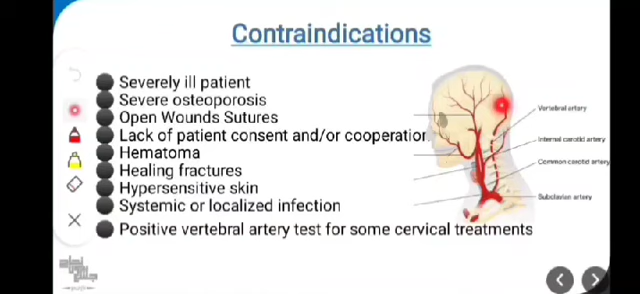 Contraindications
Severely ill patient
Severe osteoporosis
Open Wounds Sutures
Lack of patient consent and/or cooperation
Hematoma
Healing fractures
Hypersensitive skin
Systemic or localized infection
Positive vertebral artery test for some cervical treatments
Vertebral artery
Internal carotid artery
Common carotid artery
Subclavian artery